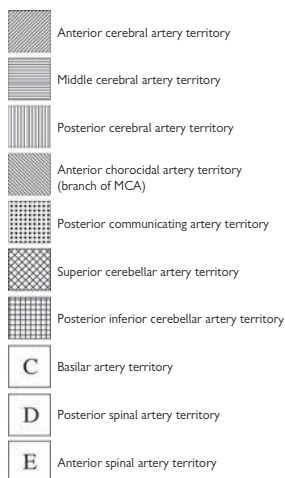 Anterior cerebral artery territory
Middle cerebral artery territory
Posterior cerebral artery territory
Anterior chorocidal artery territory
(branch of MCA)
Posterior communicating artery territory
Superior cerebellar artery territory
Posterior inferior cerebellar artery territory
C Basilar artery territory
D Posterior spinal artery territory
E Anterior spinal artery territory